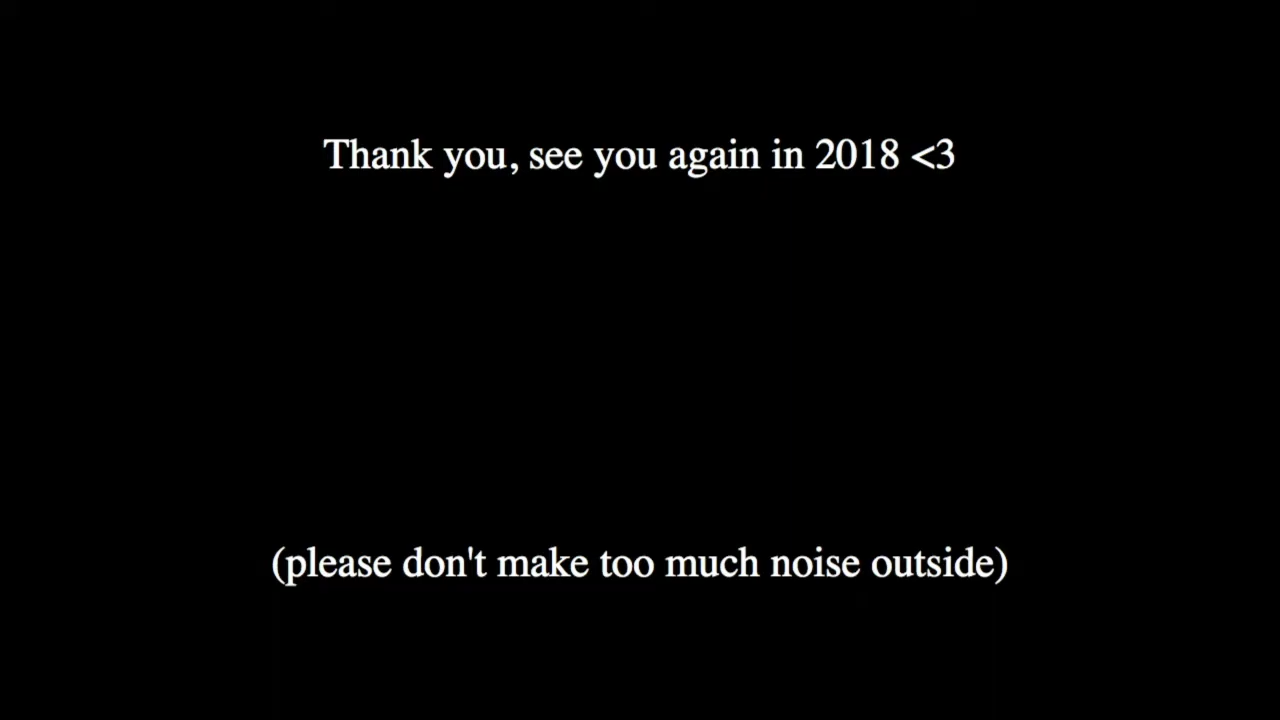 Thank you, see you again in 2018 <3
(please don't make too much noise outside)